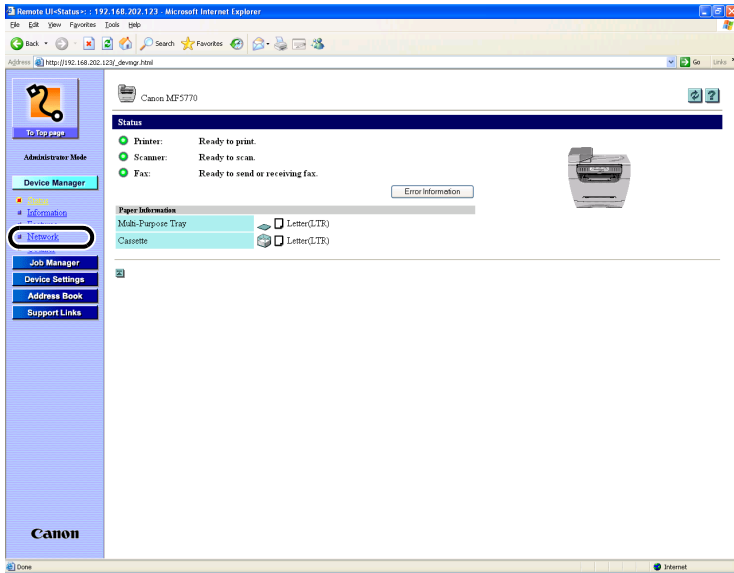 Remote UI<Status>: : 192.168.202.123 - Microsoft Internet Explorer
File Edit View Favorites Tools Help
Back Search Favorites
Address http://192.168.202.123/_devmgr.html Go Links
Canon MF5770
To Top page
Administrator Mode
Device Manager
Status
Information
Features
Network
Job Manager
Device Settings
Address Book
Support Links
Canon
Status
Printer: Ready to print.
Scanner: Ready to scan.
Fax: Ready to send or receiving fax.
Error Information
Paper Information
Multi-Purpose Tray Letter(LTR)
Cassette Letter(LTR)
Done Internet